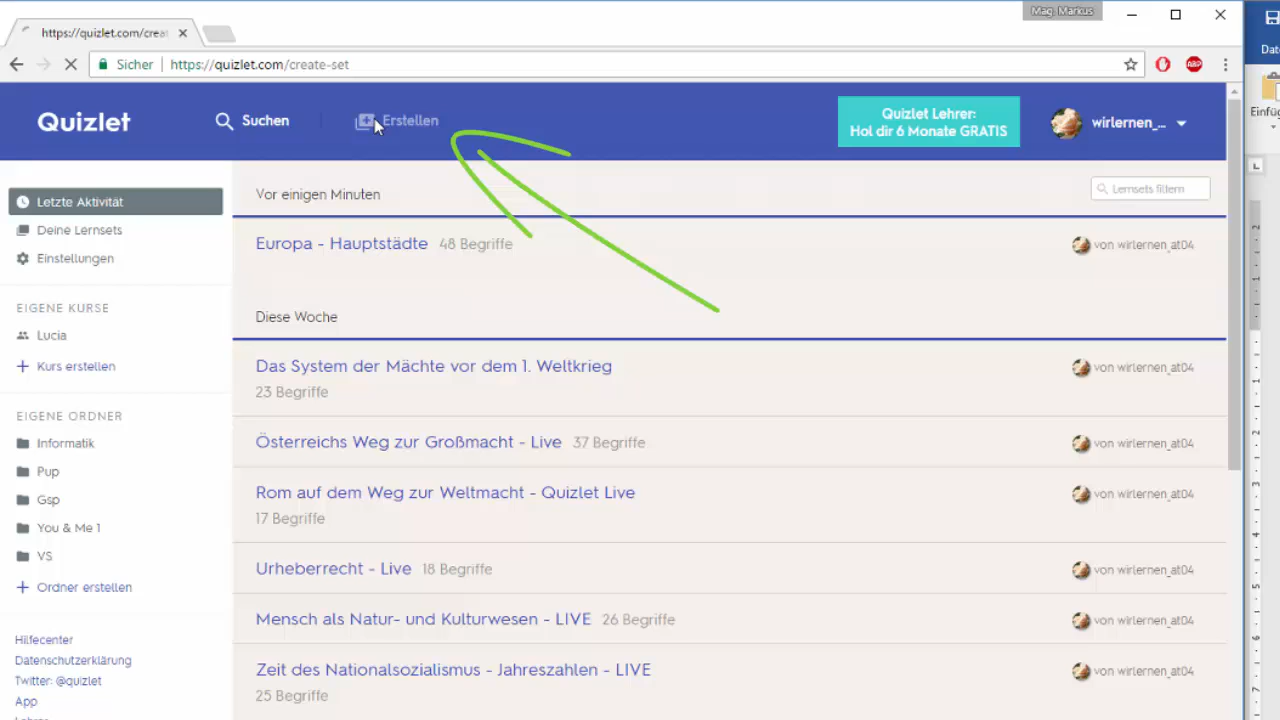 Mag. Markus
https://quizlet.com/crea
Date
Sicher
https://quizlet.com/create-set
ABP
Einfüg
Quizlet
Suchen
Erstellen
Quizlet Lehrer:
Hol dir 6 Monate GRATIS
wirlernen_...
Letzte Aktivität
Deine Lernsets
Einstellungen
EIGENE KURSE
Lucia
Kurs erstellen
EIGENE ORDNER
Informatik
Pup
Gsp
You & Me 1
VS
Ordner erstellen
Hilfecenter
Datenschutzerklärung
Twitter: @quizlet
App
Vor einigen Minuten
Lernsets filtern
Europa - Hauptstädte 48 Begriffe
von wirlernen_at04
Diese Woche
Das System der Mächte vor dem 1. Weltkrieg
23 Begriffe
von wirlernen_at04
Österreichs Weg zur Großmacht - Live 37 Begriffe
von wirlernen_at04
Rom auf dem Weg zur Weltmacht - Quizlet Live
17 Begriffe
von wirlernen_at04
Urheberrecht - Live 18 Begriffe
von wirlernen_at04
Mensch als Natur- und Kulturwesen - LIVE 26 Begriffe
von wirlernen_at04
Zeit des Nationalsozialismus - Jahreszahlen - LIVE
25 Begriffe
von wirlernen_at04